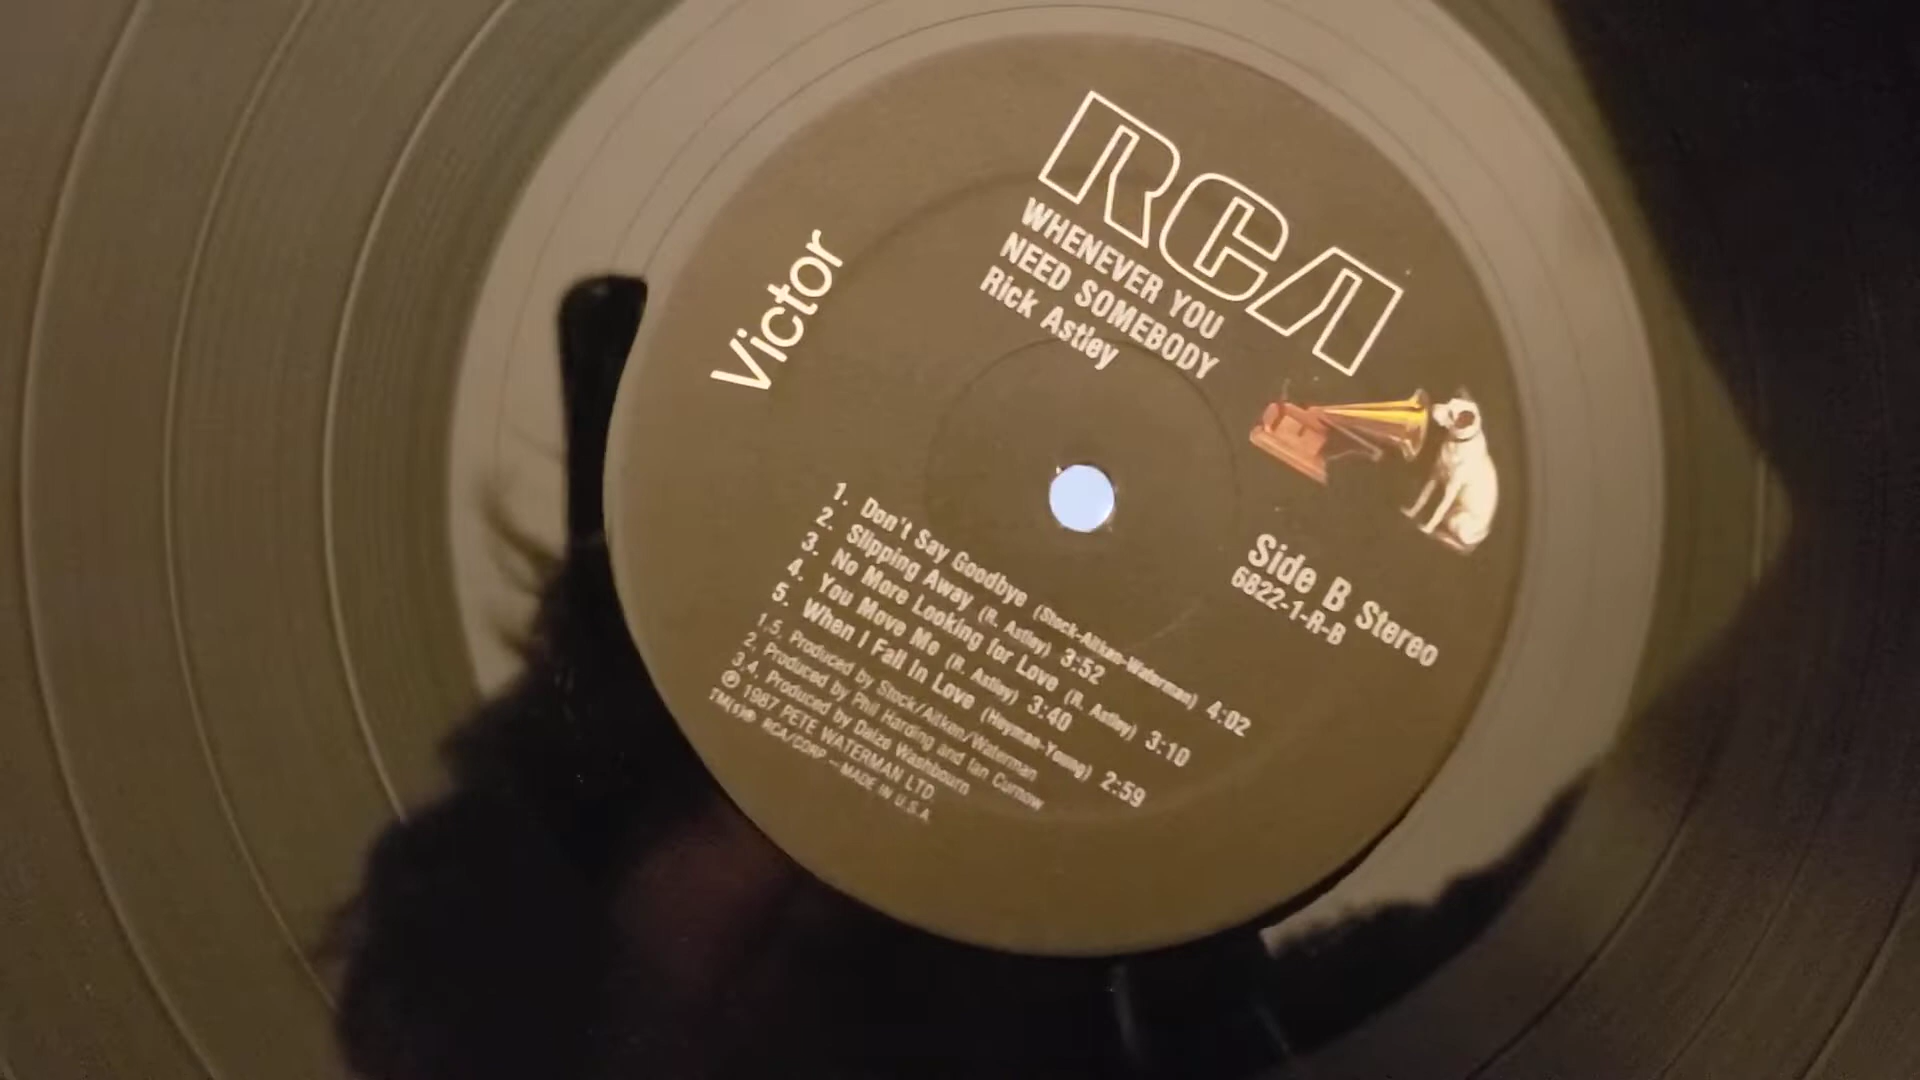 RCA
Victor
WHENEVER YOU
NEED SOMEBODY
Rick Astley
Side B Stereo
6822-1-R-B
1. Don't Say Goodbye (Stock-Aitken-Waterman) 4:02
2. Slipping Away (R. Astley) 3:52
3. No More Looking for Love (R. Astley) 3:10
4. You Move Me (R. Astley) 3:40
5. When I Fall In Love (Heyman-Young) 2:59
1,5, Produced by Stock/Aitken/Waterman
2, Produced by Phil Harding and Ian Curnow
3,4, Produced by Daize Washbourn
℗ 1987 PETE WATERMAN LTD
TM(s)® RCA/CORP — MADE IN U.S.A